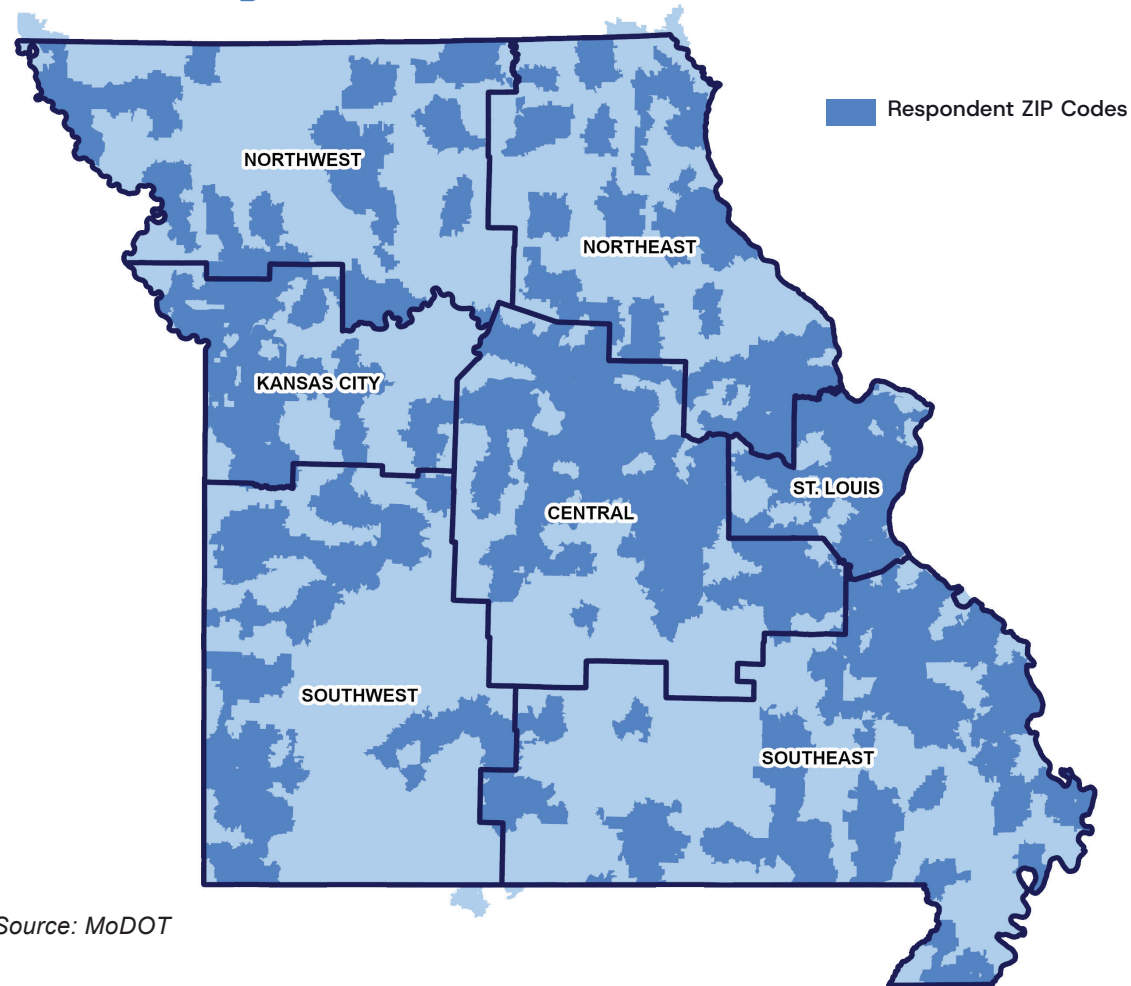 Respondent ZIP Codes
NORTHWEST
NORTHEAST
KANSAS CITY
ST. LOUIS
CENTRAL
SOUTHWEST
SOUTHEAST
Source: MoDOT